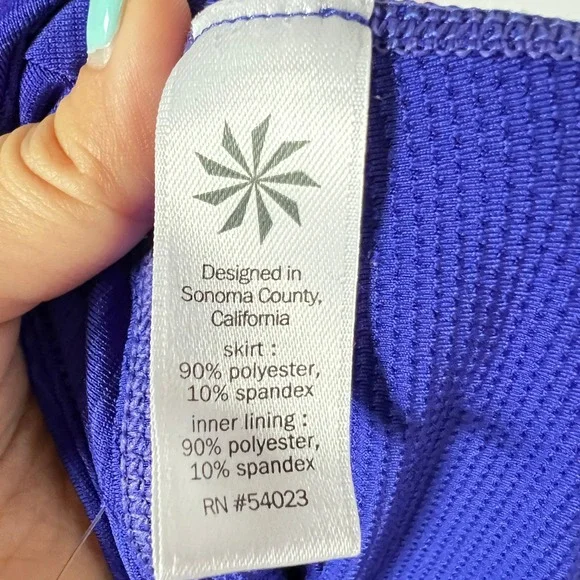 Designed in
Sonoma County,
California
skirt :
90% polyester,
10% spandex
inner lining :
90% polyester,
10% spandex
RN #54023